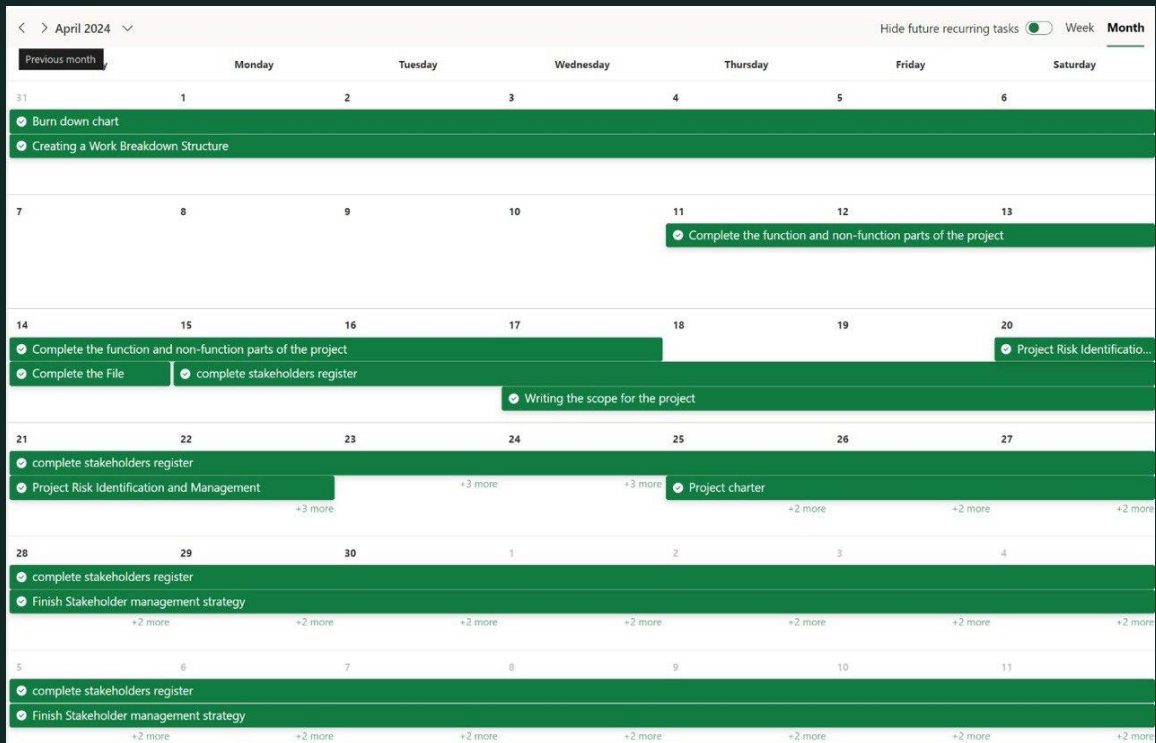 April 2024
Hide future recurring tasks Week Month
Previous month
Monday Tuesday Wednesday Thursday Friday Saturday
31 1 2 3 4 5 6
Burn down chart
Creating a Work Breakdown Structure
7 8 9 10 11 12 13
Complete the function and non-function parts of the project
14 15 16 17 18 19 20
Complete the function and non-function parts of the project Project Risk Identificatio...
Complete the File complete stakeholders register
Writing the scope for the project
21 22 23 24 25 26 27
complete stakeholders register
Project Risk Identification and Management +3 more +3 more Project charter
+3 more +2 more +2 more +2 more
28 29 30 1 2 3 4
complete stakeholders register
Finish Stakeholder management strategy
+2 more +2 more +2 more +2 more +2 more +2 more +2 more
5 6 7 8 9 10 11
complete stakeholders register
Finish Stakeholder management strategy
+2 more +2 more +2 more +2 more +2 more +2 more +2 more